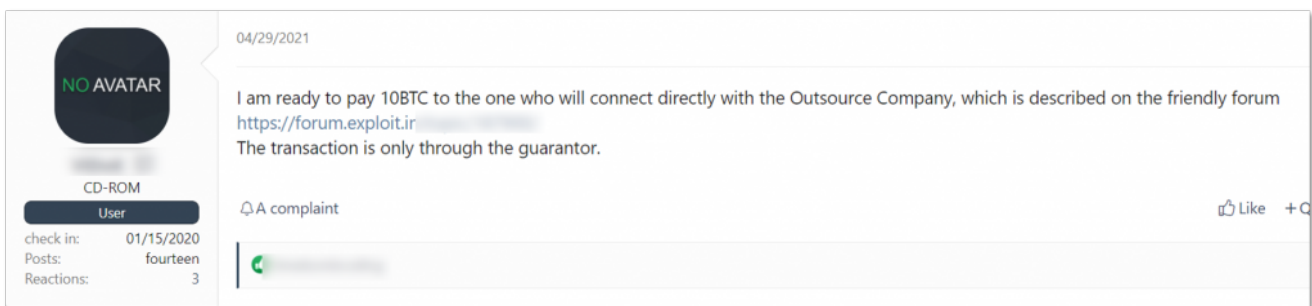 NO AVATAR
CD-ROM
User
check in: 01/15/2020
Posts: fourteen
Reactions: 3
04/29/2021
I am ready to pay 10BTC to the one who will connect directly with the Outsource Company, which is described on the friendly forum
https://forum.exploit.ir
The transaction is only through the guarantor.
A complaint
Like